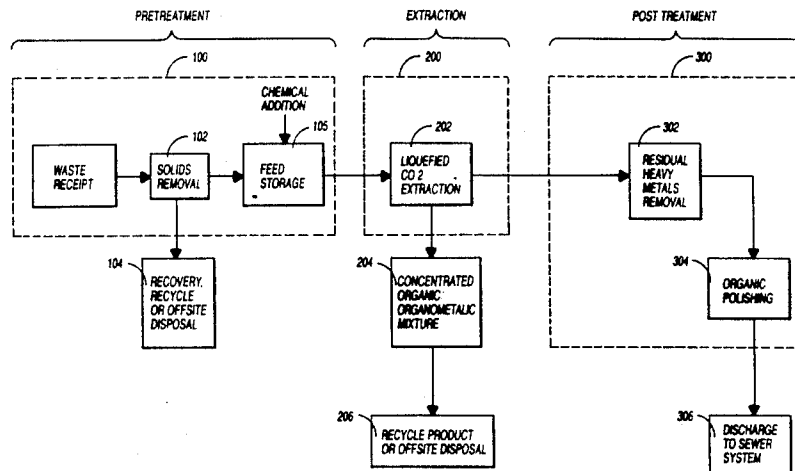 PRETREATMENT
EXTRACTION
POST TREATMENT
100
200
300
CHEMICAL
ADDITION
102
105
202
302
WASTE
RECEIPT
SOLIDS
REMOVAL
FEED
STORAGE
LIQUEFIED
CO 2
EXTRACTION
RESIDUAL
HEAVY
METALS
REMOVAL
104
RECOVERY,
RECYCLE
OR OFFSITE
DISPOSAL
204
CONCENTRATED
ORGANIC
ORGANOMETALIC
MIXTURE
304
ORGANIC
POLISHING
206
RECYCLE PRODUCT
OR OFFSITE DISPOSAL
306
DISCHARGE
TO SEWER
SYSTEM